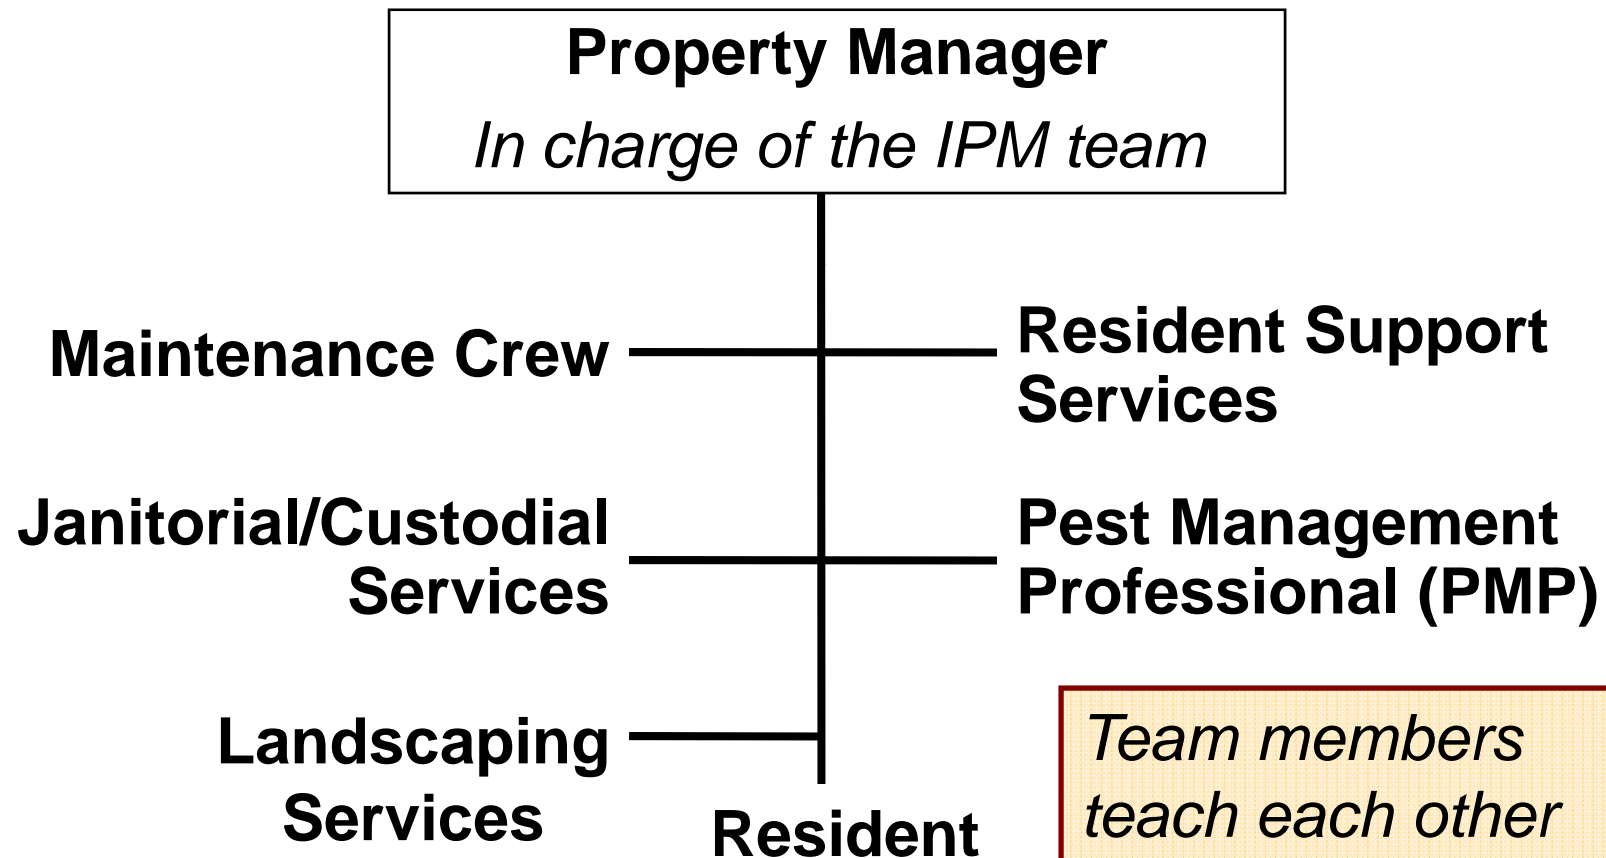 Property Manager
In charge of the IPM team
Maintenance Crew
Resident Support
Services
Janitorial/Custodial
Services
Pest Management
Professional (PMP)
Landscaping
Services
Resident
Team members
teach each other